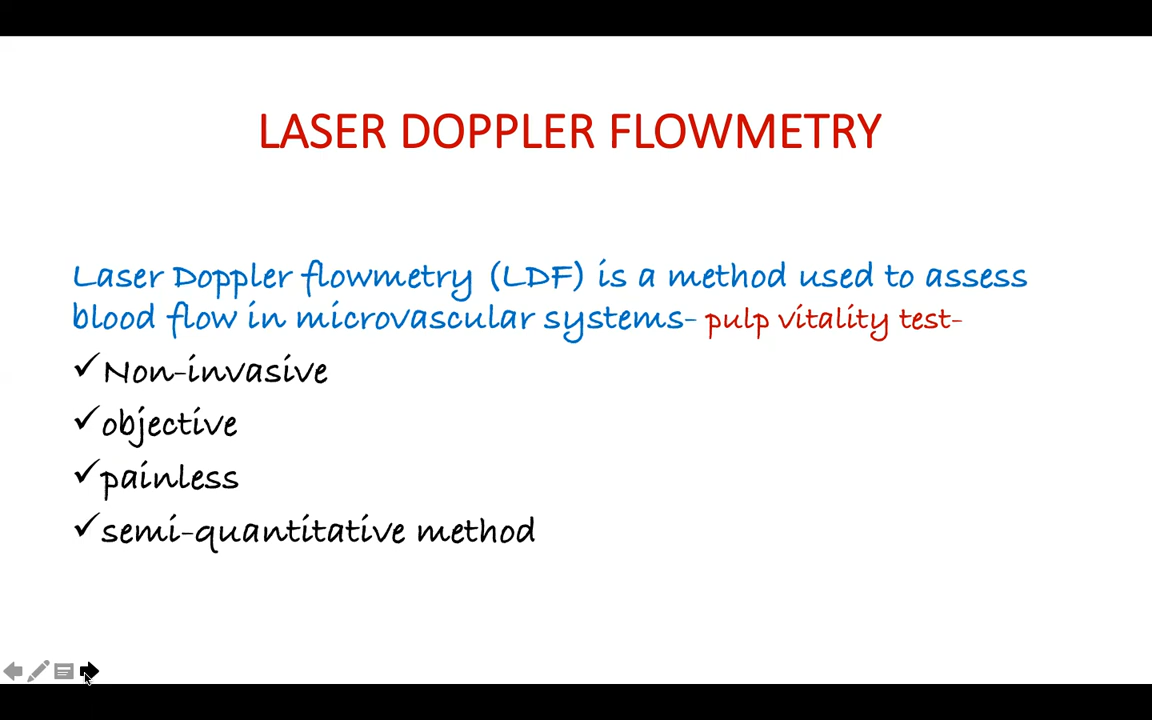 LASER DOPPLER FLOWMETRY
Laser Doppler flowmetry (LDF) is a method used to assess
blood flow in microvascular systems- pulp vitality test-
✓Non-invasive
✓objective
✓painless
✓semi-quantitative method